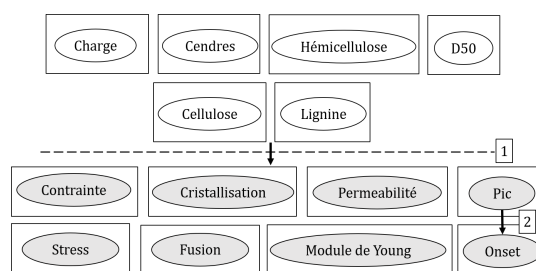 Charge Cendres Hémicellulose D50
Cellulose Lignine
1
Contrainte Cristallisation Permeabilité Pic
2
Stress Fusion Module de Young Onset